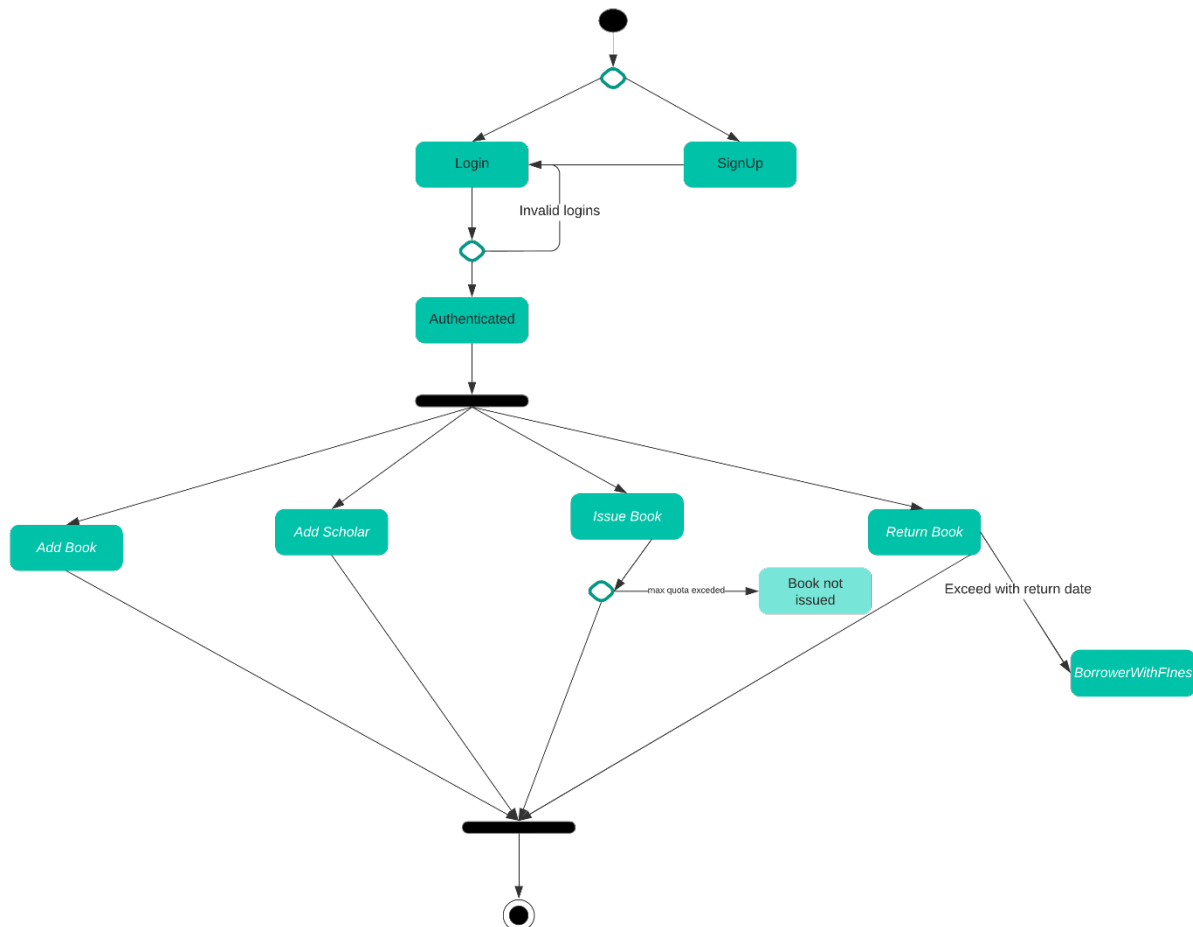 Login
SignUp
Invalid logins
Authenticated
Issue Book
Add Scholar
Return Book
Add Book
max quota exceded
Book not
issued
Exceed with return date
BorrowerWithFInes